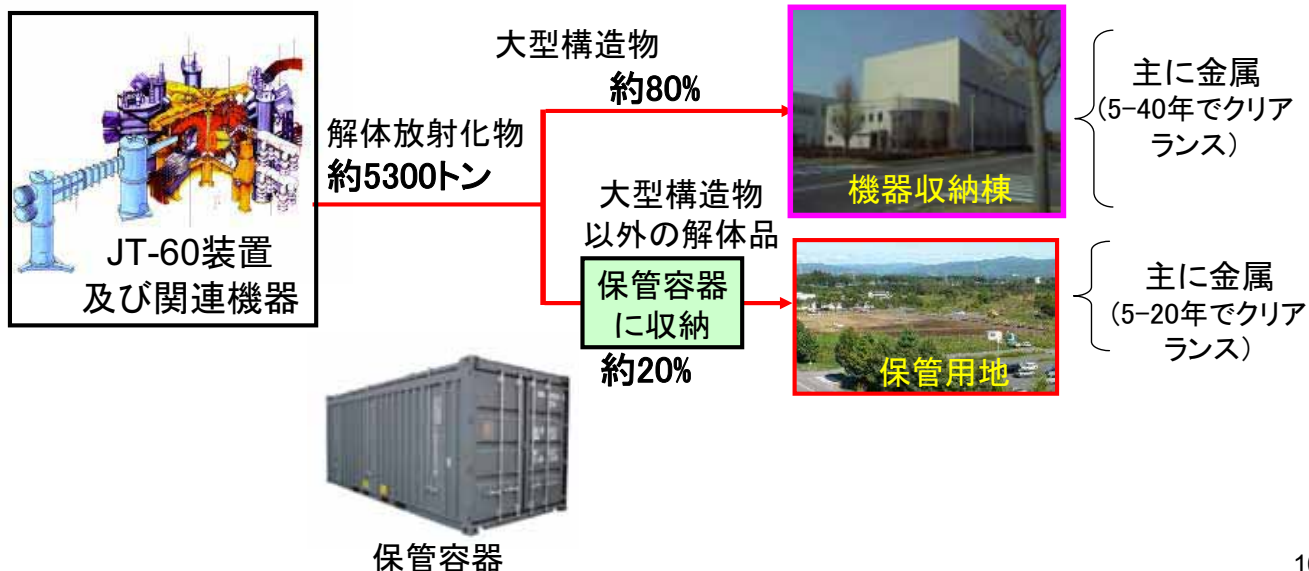 JT-60装置
及び関連機器
解体放射化物
約5300トン
大型構造物
約80%
機器収納棟
主に金属
(5-40年でクリア
ランス)
大型構造物
以外の解体品
保管容器
に収納
約20%
保管用地
主に金属
(5-20年でクリア
ランス)
保管容器